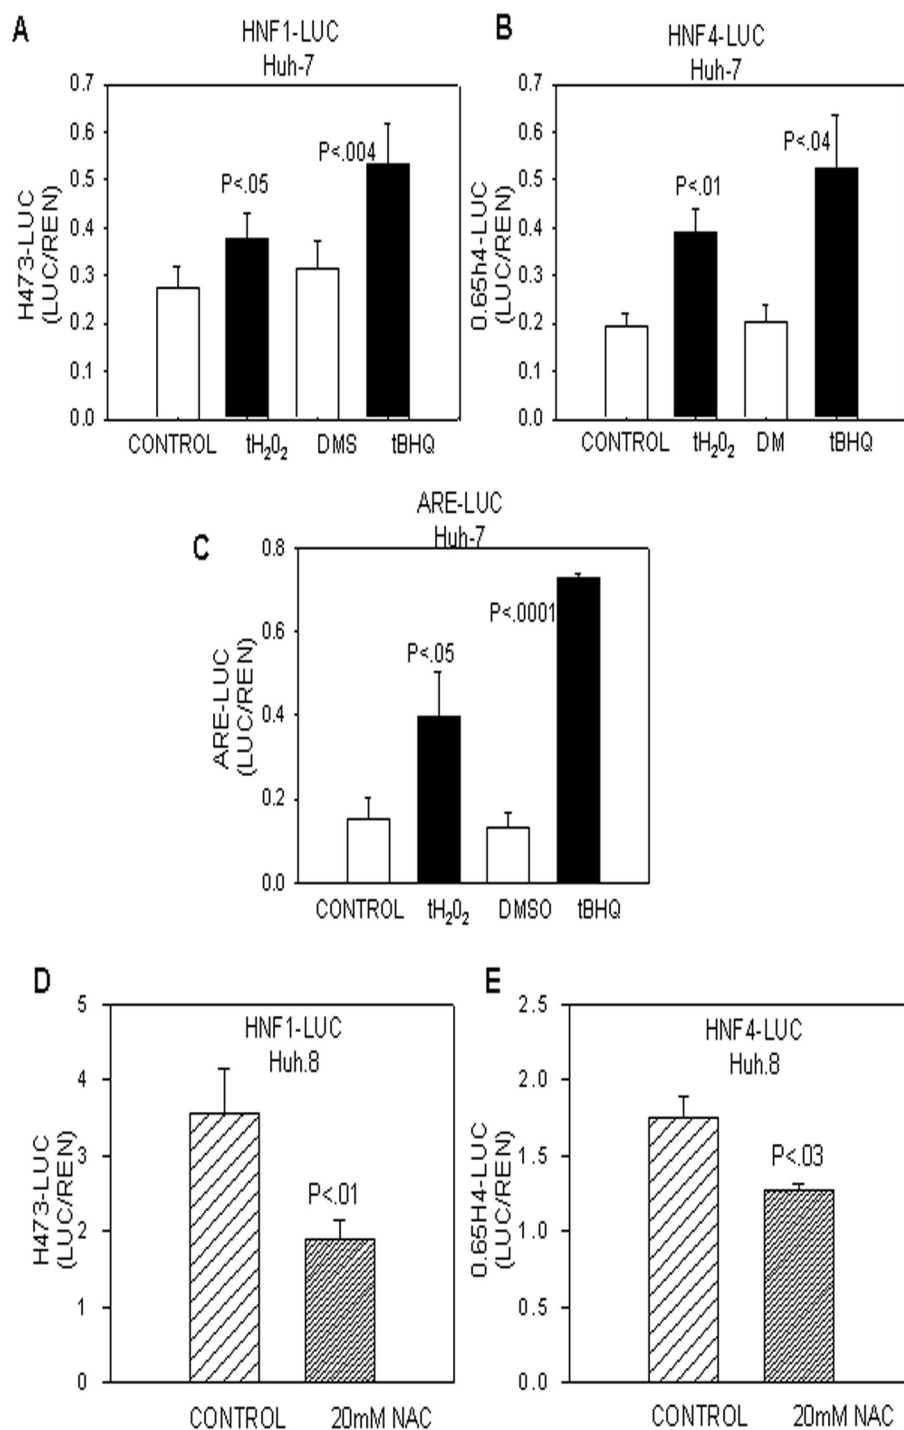 A
HNF1-LUC
Huh-7
H473-LUC
(LUC/REN)
0.7
0.6
0.5
0.4
0.3
0.2
0.1
0.0
P<.05
P<.004
CONTROL tH₂0₂ DMS tBHQ
B
HNF4-LUC
Huh-7
0.65h4-LUC
(LUC/REN)
0.7
0.6
0.5
0.4
0.3
0.2
0.1
0.0
P<.01
P<.04
CONTROL tH₂0₂ DM tBHQ
C
ARE-LUC
Huh-7
ARE-LUC
(LUC/REN)
0.8
0.6
0.4
0.2
0.0
P<.05
P<.0001
CONTROL tH₂0₂ DMSO tBHQ
D
HNF1-LUC
Huh.8
H473-LUC
(LUC/REN)
5
4
3
2
1
0
P<.01
CONTROL 20mM NAC
E
HNF4-LUC
Huh.8
0.65H4-LUC
(LUC/REN)
2.5
2.0
1.5
1.0
0.5
0.0
P<.03
CONTROL 20mM NAC